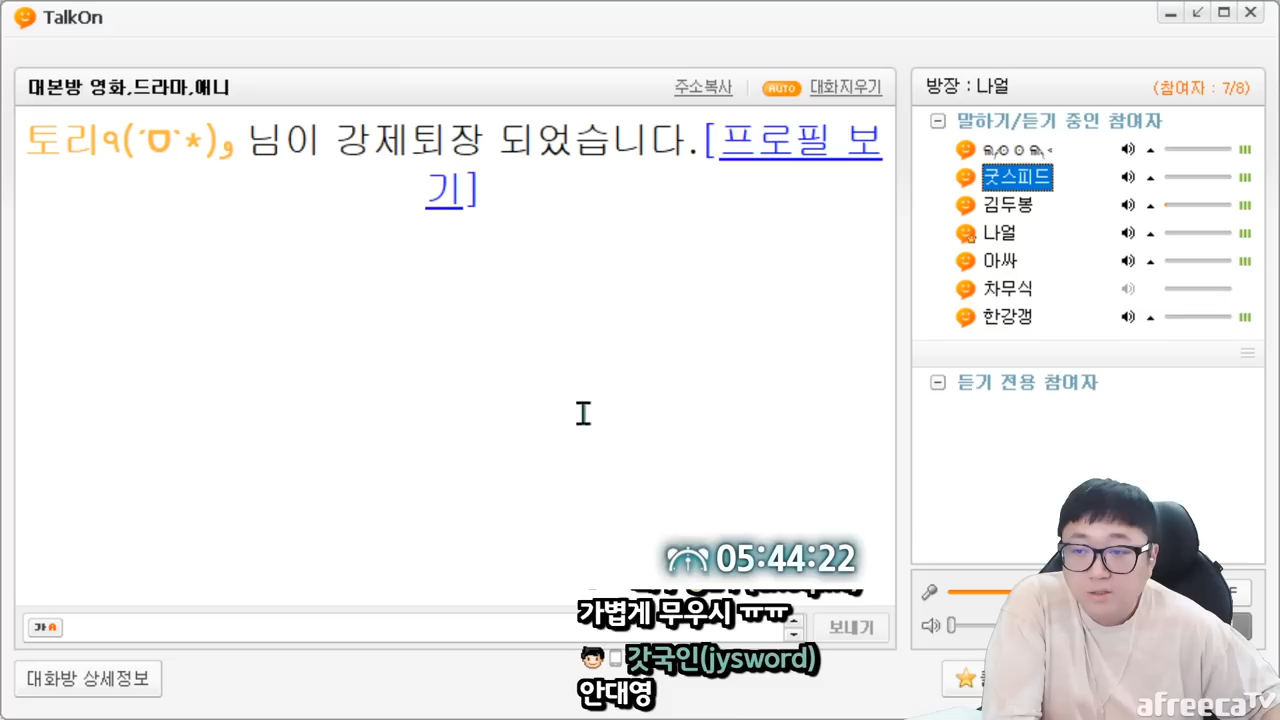 TalkOn
대본방 영화,드라마,애니
주소복사
AUTO
대화지우기
토리٩(´ᗜ`*)و 님이 강제퇴장 되었습니다.[프로필 보
기]
방장 : 나얼
(참여자 : 7/8)
말하기/듣기 중인 참여자
굿스피드
김두봉
나얼
아싸
차무식
한강갱
듣기 전용 참여자
05:44:22
가볍게 무우시 ㅠㅠ
갓국인(jysword)
안대영
가A
보내기
대화방 상세정보
afreecaTV